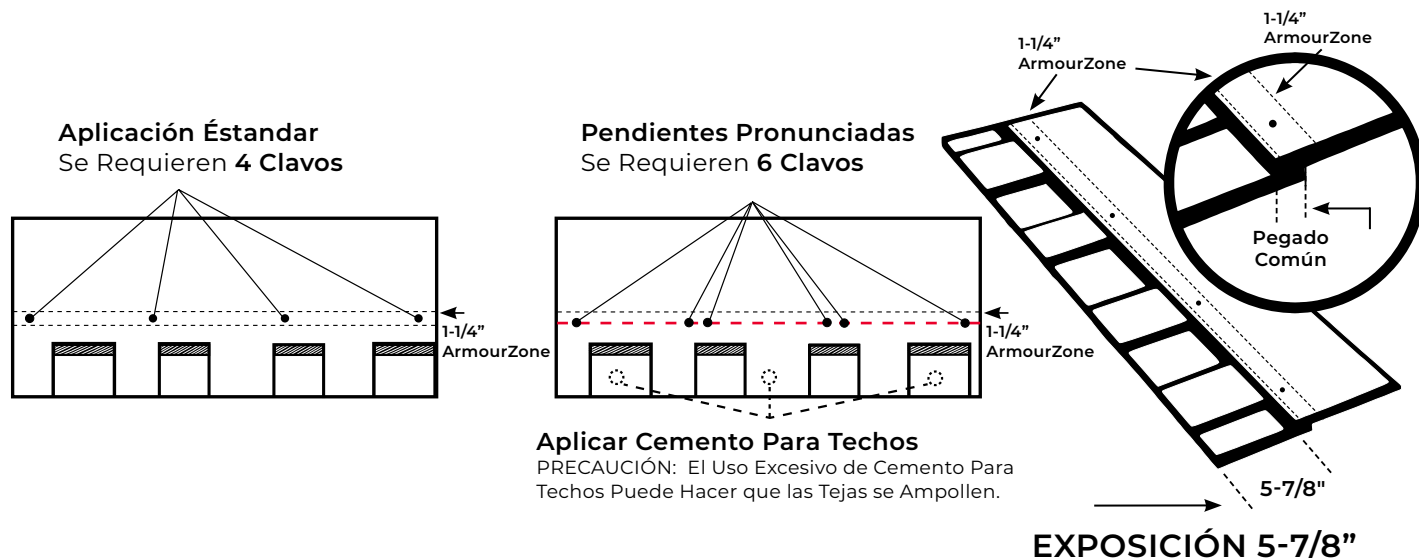 Aplicación Éstandar
Se Requieren 4 Clavos
1-1/4”
ArmourZone
Pendientes Pronunciadas
Se Requieren 6 Clavos
1-1/4”
ArmourZone
Aplicar Cemento Para Techos
PRECAUCIÓN: El Uso Excesivo de Cemento Para
Techos Puede Hacer que las Tejas se Ampollen.
1-1/4”
ArmourZone
1-1/4”
ArmourZone
Pegado
Común
5-7/8"
EXPOSICIÓN 5-7/8”